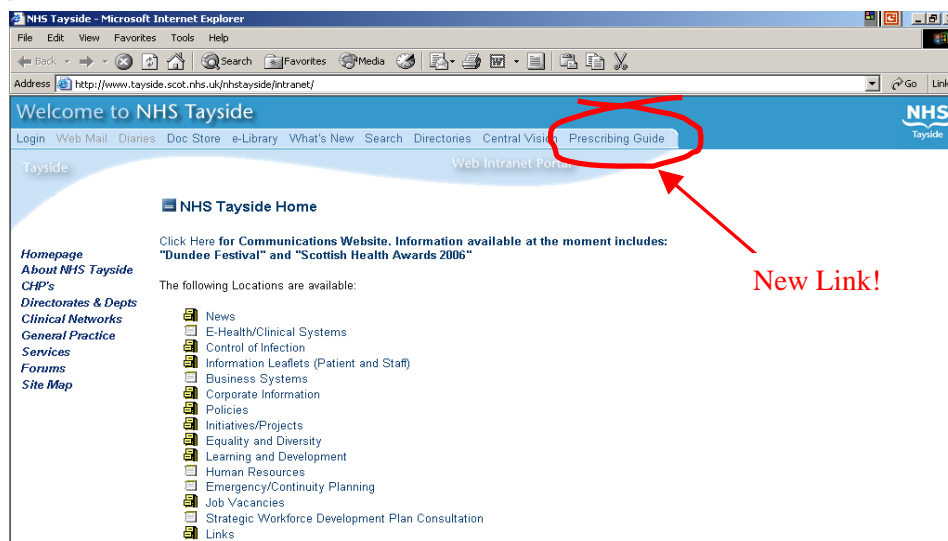 NHS Tayside - Microsoft Internet Explorer
File Edit View Favorites Tools Help
Back Search Favorites Media
Address http://www.tayside.scot.nhs.uk/nhstayside/intranet/ Go Link
Welcome to NHS Tayside
NHS
Tayside
Login Web Mail Diaries Doc Store e-Library What's New Search Directories Central Vision Prescribing Guide
Tayside Web Intranet Portal
NHS Tayside Home
Click Here for Communications Website. Information available at the moment includes:
"Dundee Festival" and "Scottish Health Awards 2006"
New Link!
The following Locations are available:
Homepage
About NHS Tayside
CHP's
Directorates & Depts
Clinical Networks
General Practice
Services
Forums
Site Map
News
E-Health/Clinical Systems
Control of Infection
Information Leaflets (Patient and Staff)
Business Systems
Corporate Information
Policies
Initiatives/Projects
Equality and Diversity
Learning and Development
Human Resources
Emergency/Continuity Planning
Job Vacancies
Strategic Workforce Development Plan Consultation
Links